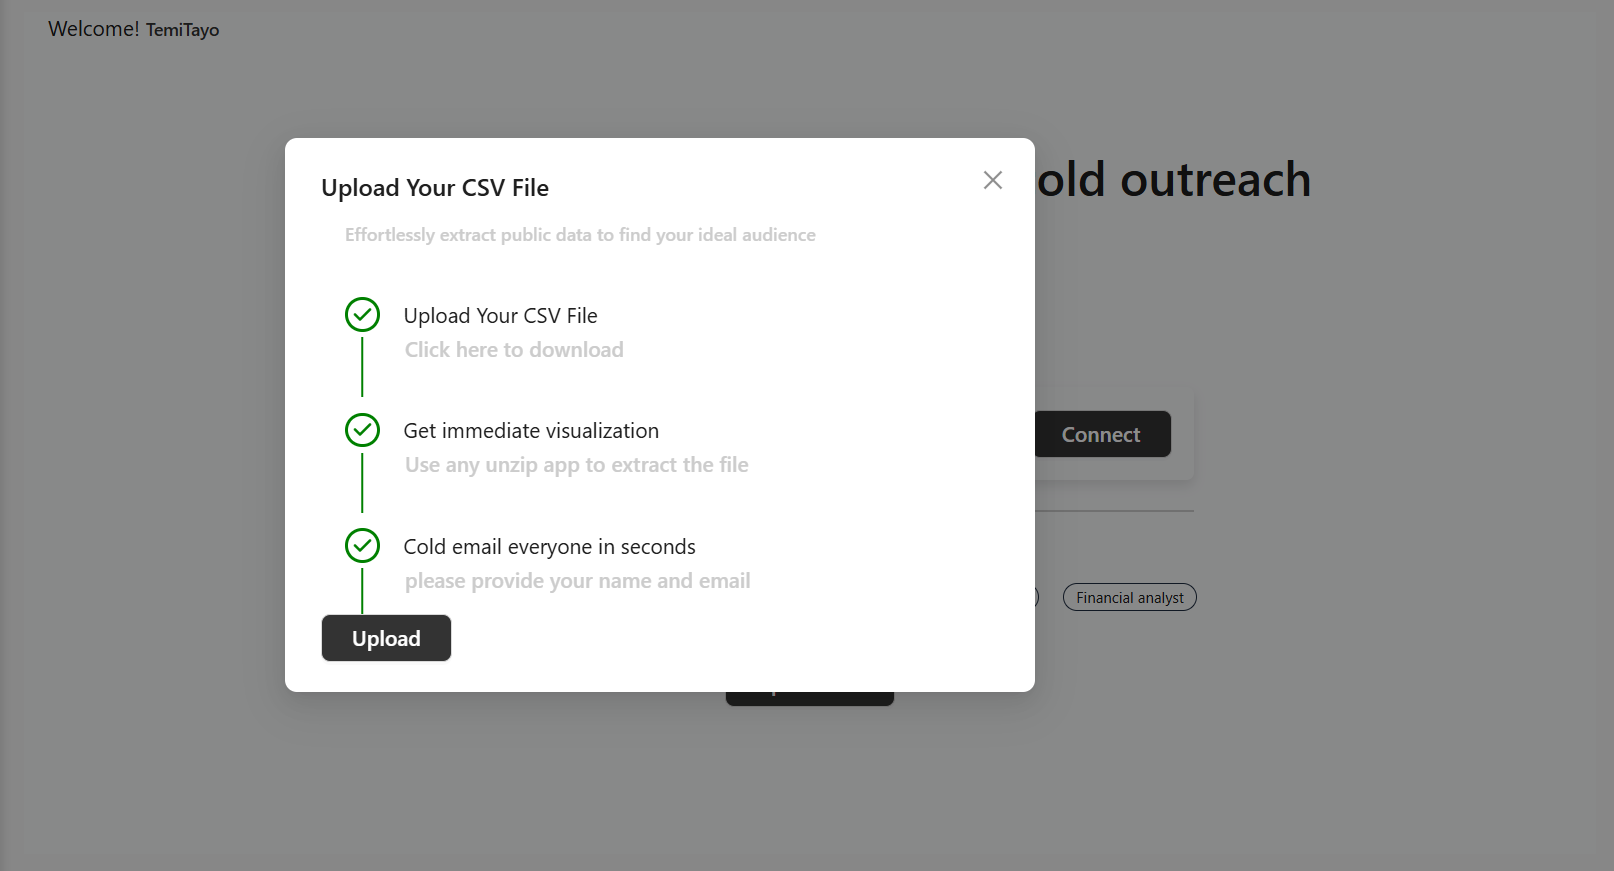 Welcome! TemiTayo
Upload Your CSV File
old outreach
Effortlessly extract public data to find your ideal audience
Upload Your CSV File
Click here to download
Get immediate visualization
Connect
Use any unzip app to extract the file
Cold email everyone in seconds
please provide your name and email
Financial analyst
Upload